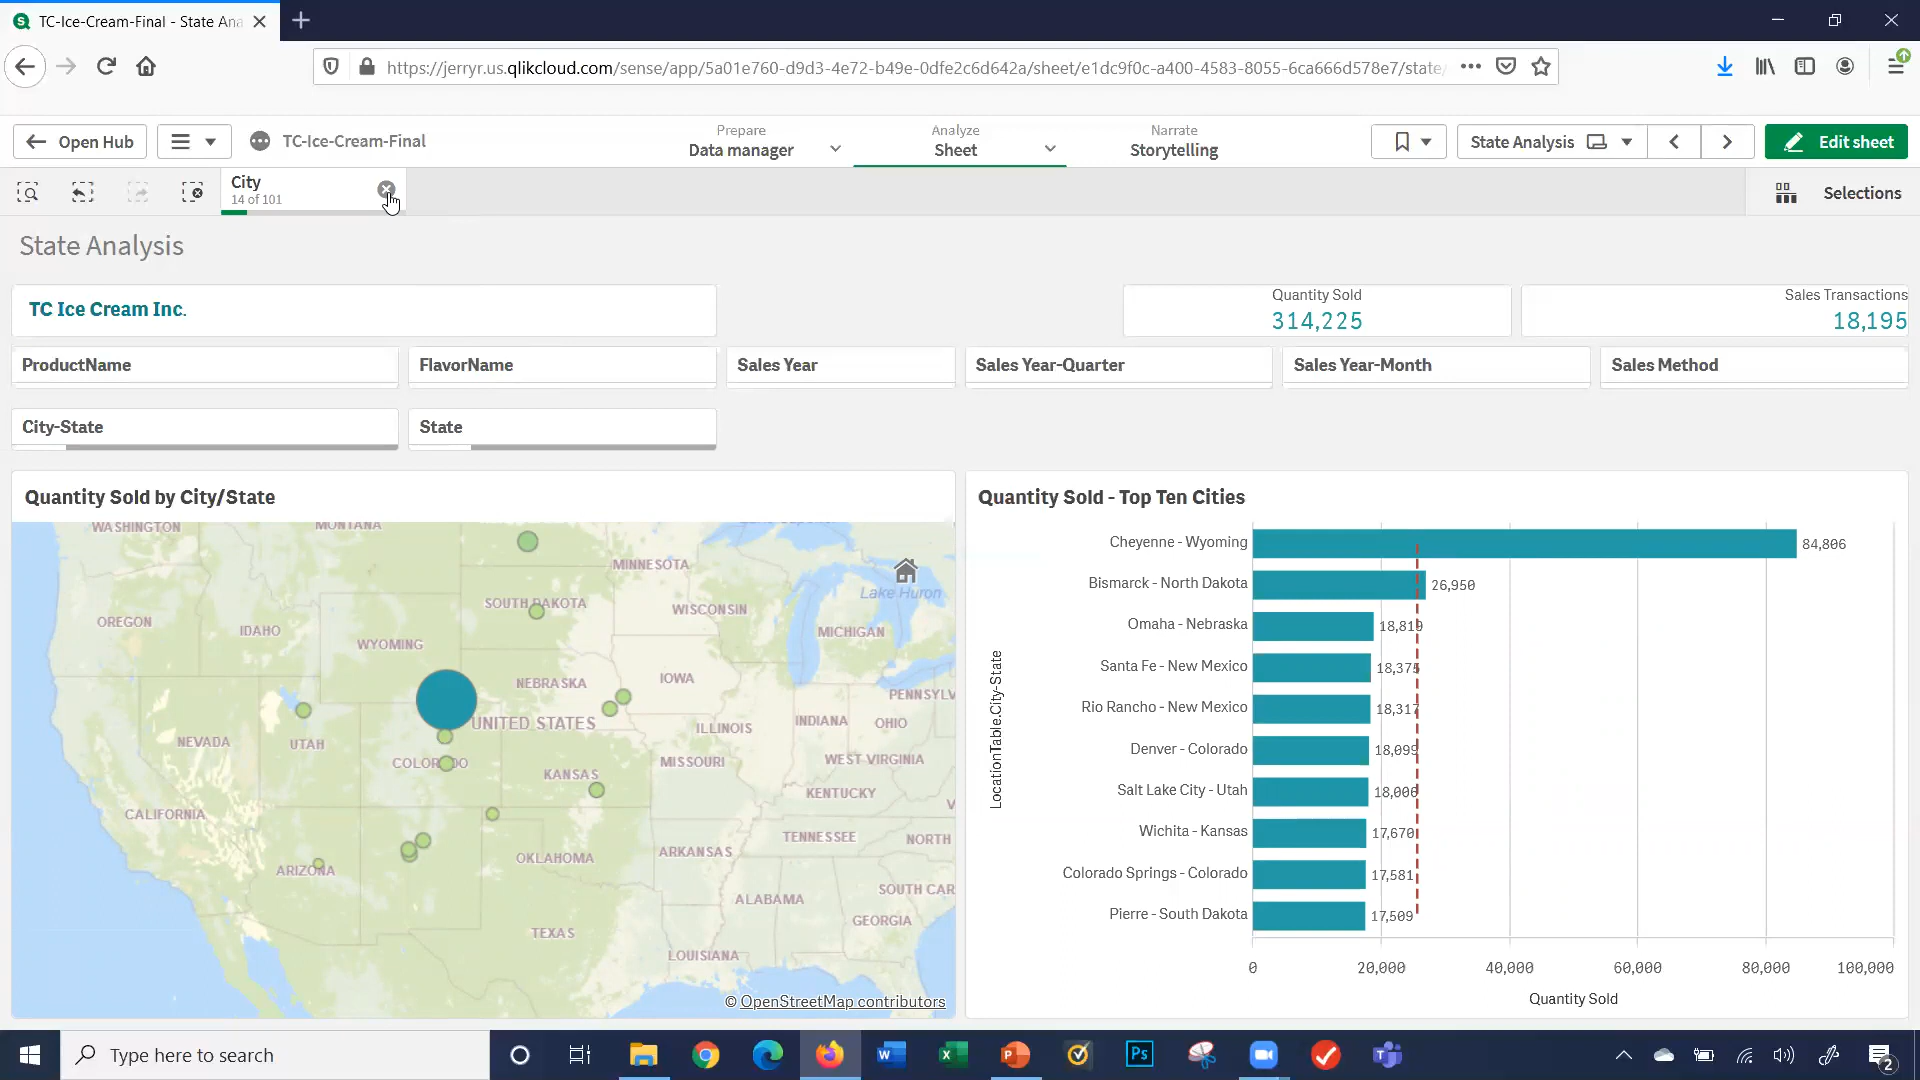 TC-Ice-Cream-Final - State Ana
https://jerryr.us.qlikcloud.com/sense/app/5a01e760-d9d3-4e72-b49e-0dfe2c6d642a/sheet/e1dc9f0c-a400-4583-8055-6ca666d578e7/state/
Open Hub
TC-Ice-Cream-Final
Prepare
Data manager
Analyze
Sheet
Narrate
Storytelling
State Analysis
Edit sheet
City
14 of 101
Selections
State Analysis
TC Ice Cream Inc.
Quantity Sold
314,225
Sales Transactions
18,195
ProductName
FlavorName
Sales Year
Sales Year-Quarter
Sales Year-Month
Sales Method
City-State
State
Quantity Sold by City/State
WASHINGTON
MONTANA
MINNESOTA
Lake Huron
SOUTH DAKOTA
WISCONSIN
OREGON
IDAHO
MICHIGAN
WYOMING
NEBRASKA
IOWA
PENNSYLV
UNITED STATES
ILLINOIS
INDIANA
OHIO
NEVADA
UTAH
COLORADO
KANSAS
MISSOURI
WEST VIRGINIA
KENTUCKY
V
CALIFORNIA
TENNESSEE
NORTH
ARIZONA
OKLAHOMA
ARKANSAS
SOUTH CAR
ALABAMA
GEORGIA
TEXAS
LOUISIANA
© OpenStreetMap contributors
Quantity Sold - Top Ten Cities
LocationTable.City-State
Cheyenne - Wyoming 84,806
Bismarck - North Dakota 26,950
Omaha - Nebraska 18,819
Santa Fe - New Mexico 18,375
Rio Rancho - New Mexico 18,317
Denver - Colorado 18,099
Salt Lake City - Utah 18,006
Wichita - Kansas 17,670
Colorado Springs - Colorado 17,581
Pierre - South Dakota 17,509
0 20,000 40,000 60,000 80,000 100,000
Quantity Sold
Type here to search
Ps
2